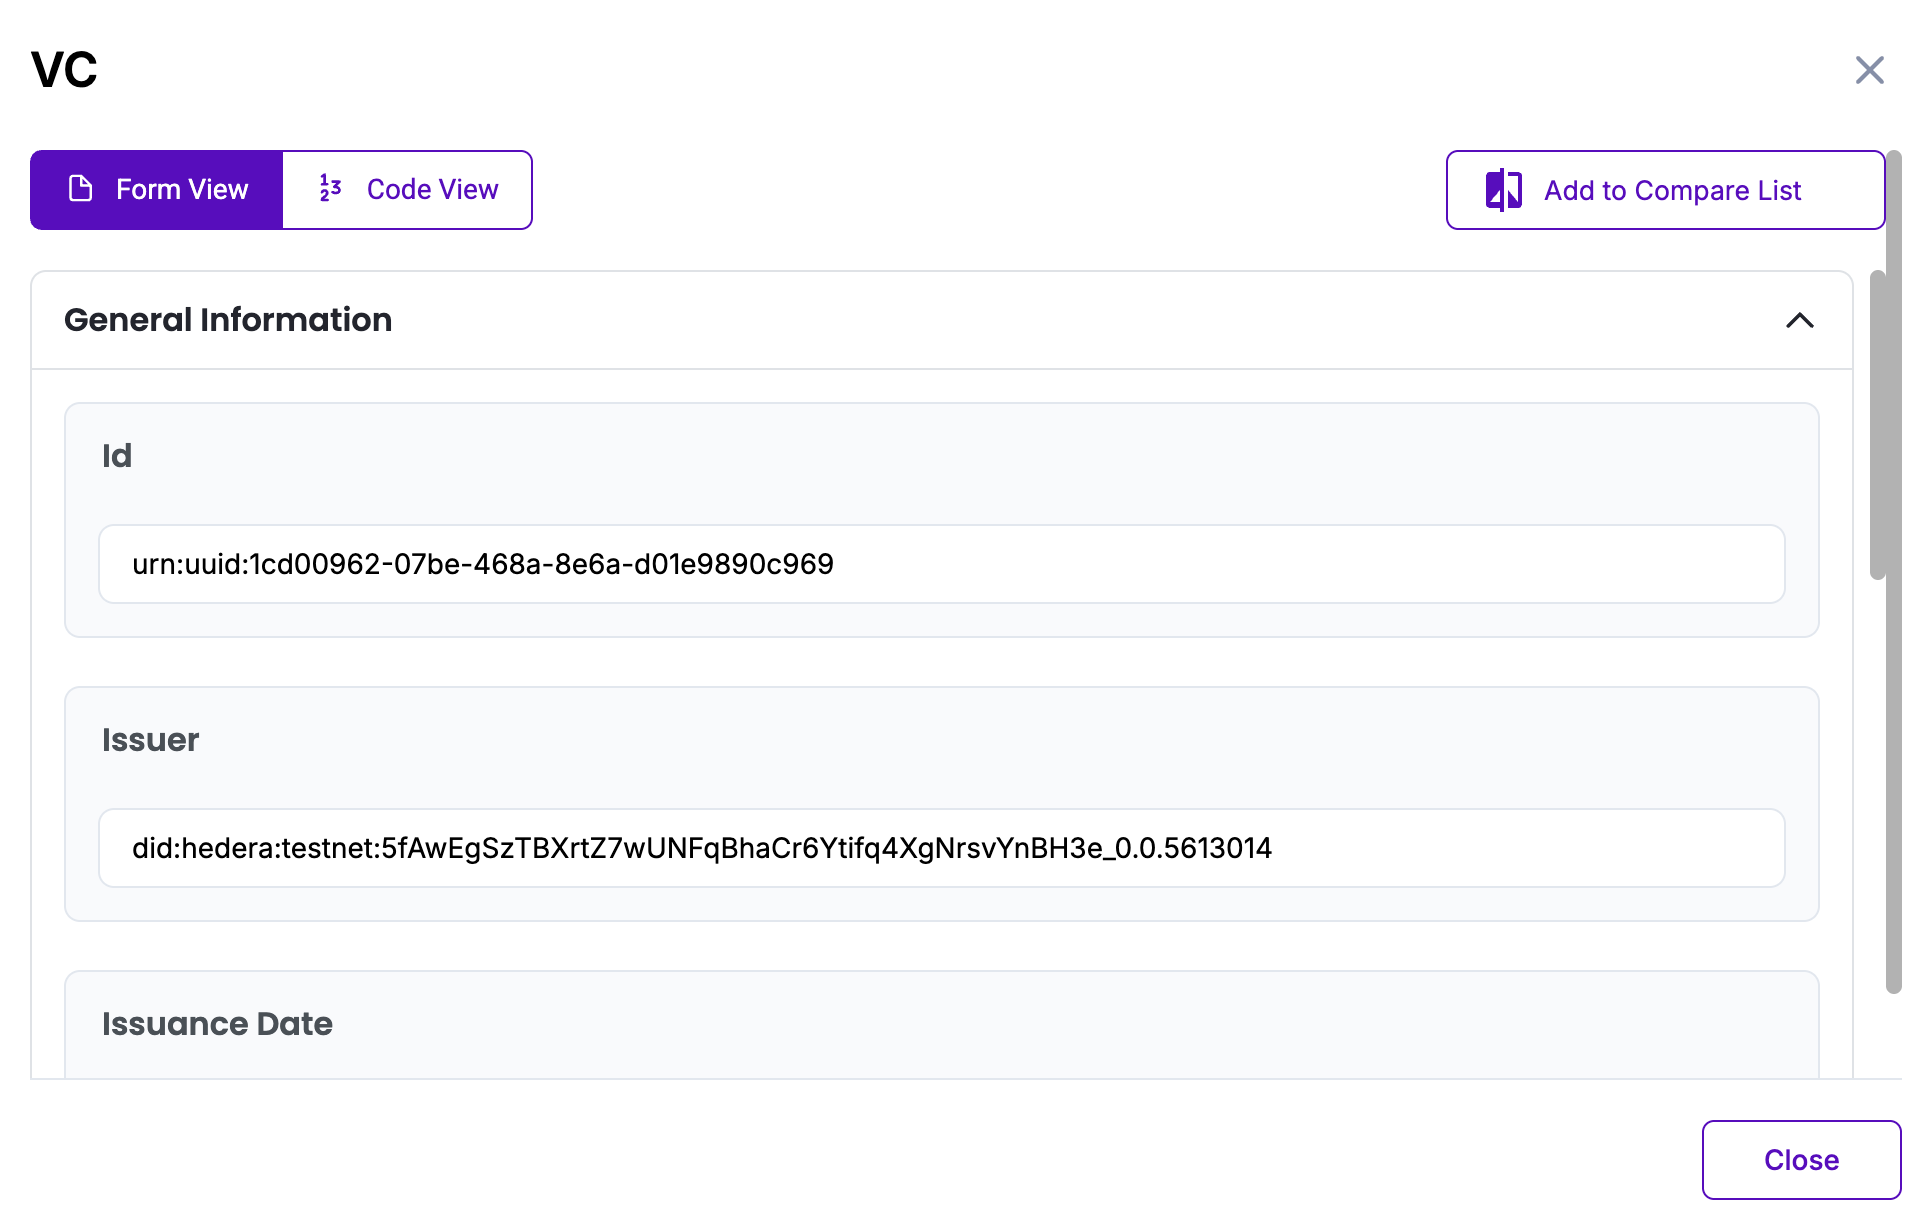 VC
Form View
Code View
Add to Compare List
General Information
Id
urn:uuid:1cd00962-07be-468a-8e6a-d01e9890c969
Issuer
did:hedera:testnet:5fAwEgSzTBXrtZ7wUNFqBhaCr6Ytifq4XgNrsvYnBH3e_0.0.5613014
Issuance Date
Close